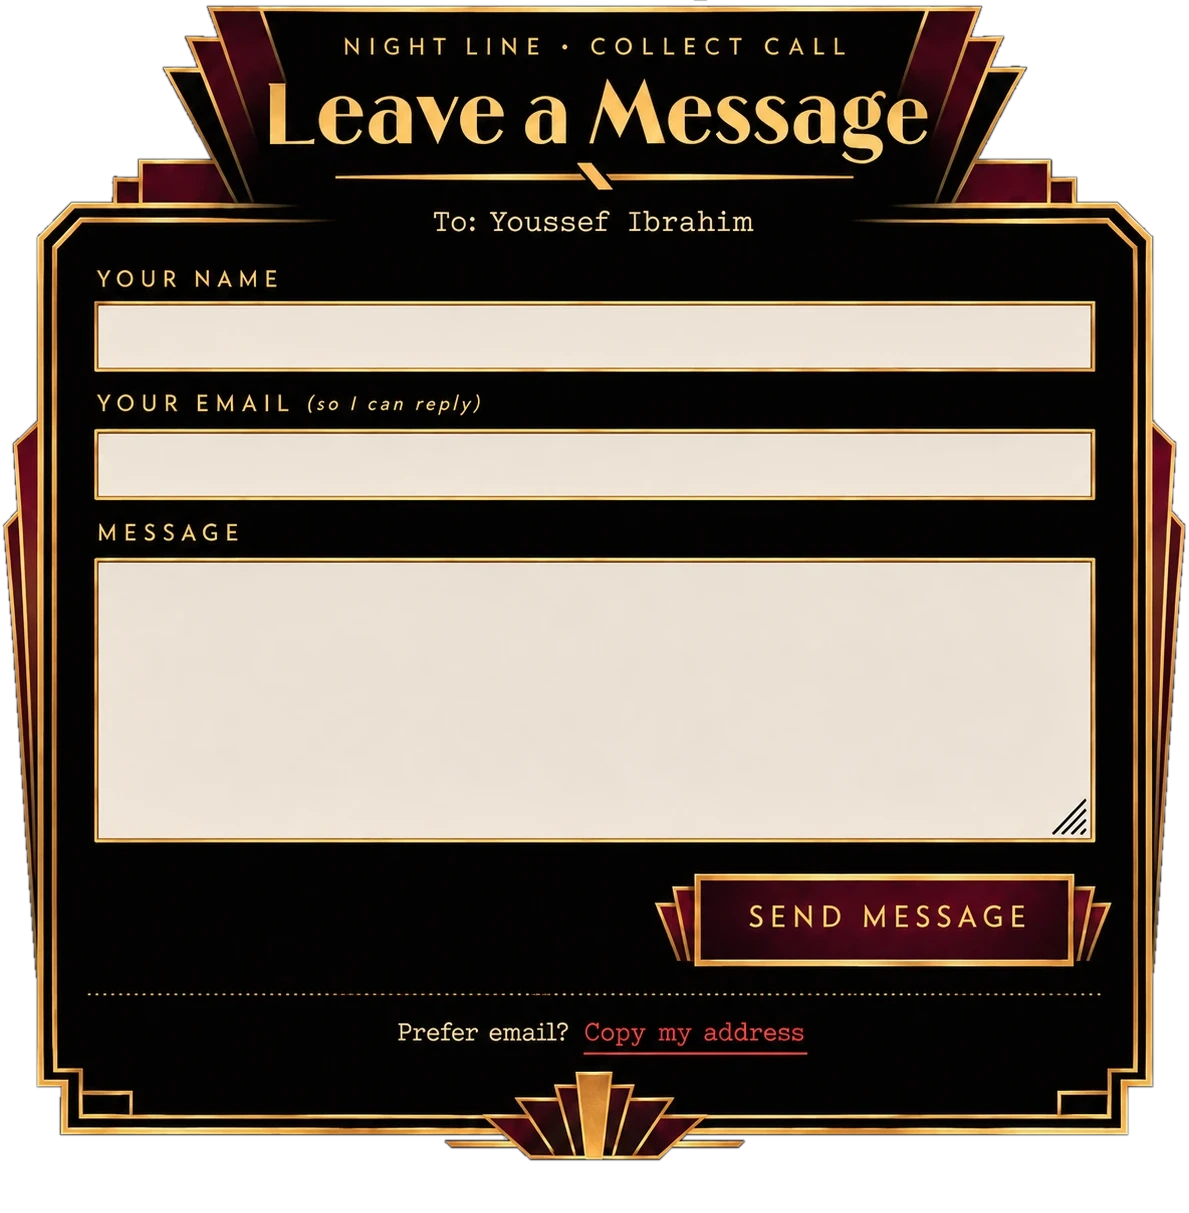 NIGHT LINE • COLLECT CALL
Leave a Message
To: Youssef Ibrahim
YOUR NAME
YOUR EMAIL (so I can reply)
MESSAGE
SEND MESSAGE
Prefer email? Copy my address